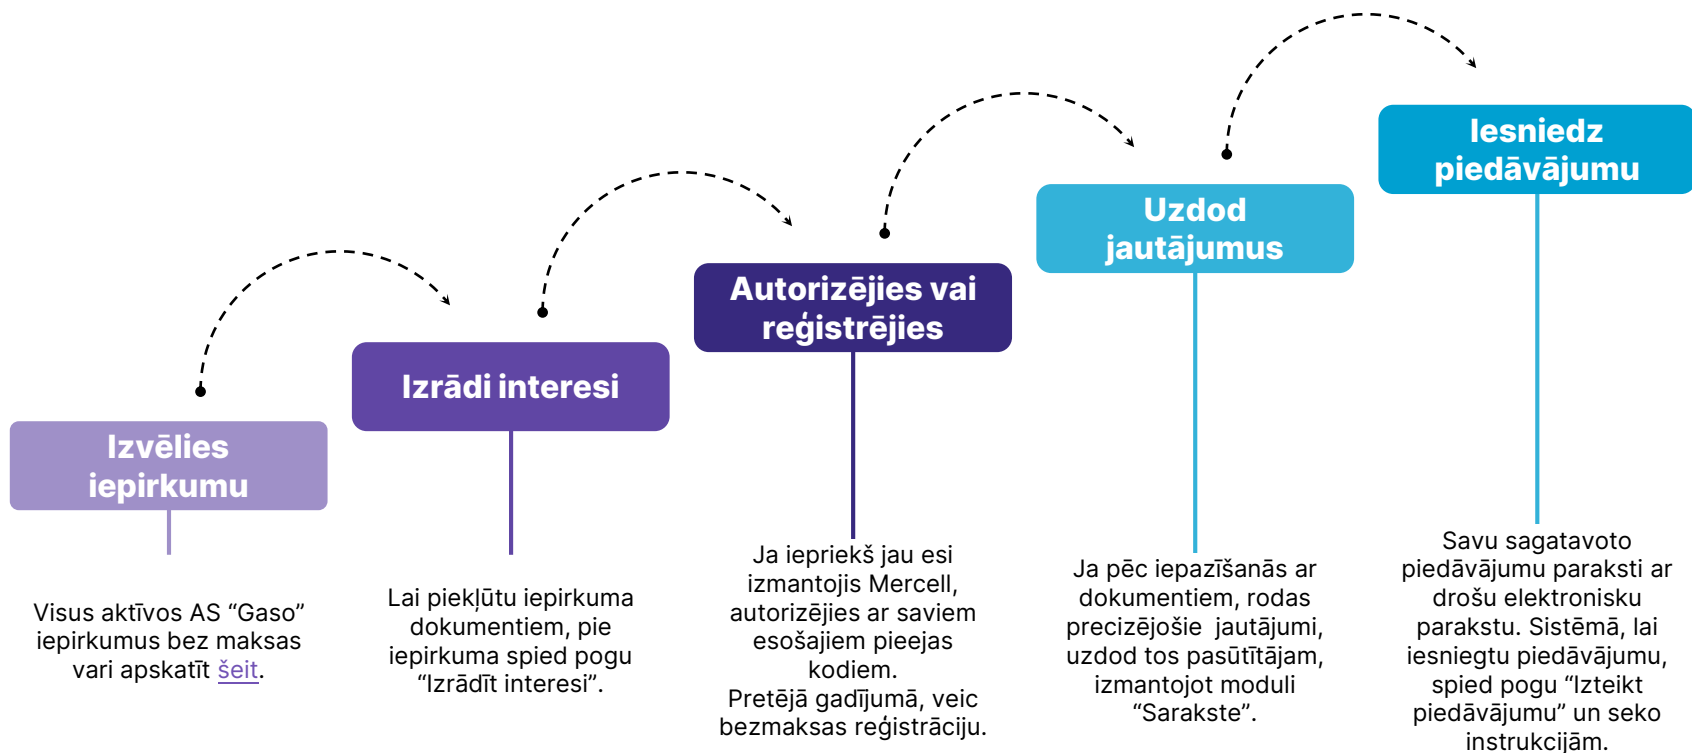 Izvēlies
iepirkumu
Visus aktīvos AS “Gaso”
iepirkumus bez maksas
vari apskatīt šeit.
Izrādi interesi
Lai piekļūtu iepirkuma
dokumentiem, pie
iepirkuma spied pogu
“Izrādīt interesi”.
Autorizējies vai
reģistrējies
Ja iepriekš jau esi
izmantojis Mercell,
autorizējies ar saviem
esošajiem pieejas
kodiem.
Pretējā gadījumā, veic
bezmaksas reģistrāciju.
Uzdod
jautājumus
Ja pēc iepazīšanās ar
dokumentiem, rodas
precizējošie  jautājumi,
uzdod tos pasūtītājam,
izmantojot moduli
“Sarakste”.
Iesniedz
piedāvājumu
Savu sagatavoto
piedāvājumu paraksti ar
drošu elektronisku
parakstu. Sistēmā, lai
iesniegtu piedāvājumu,
spied pogu “Izteikt
piedāvājumu” un seko
instrukcijām.